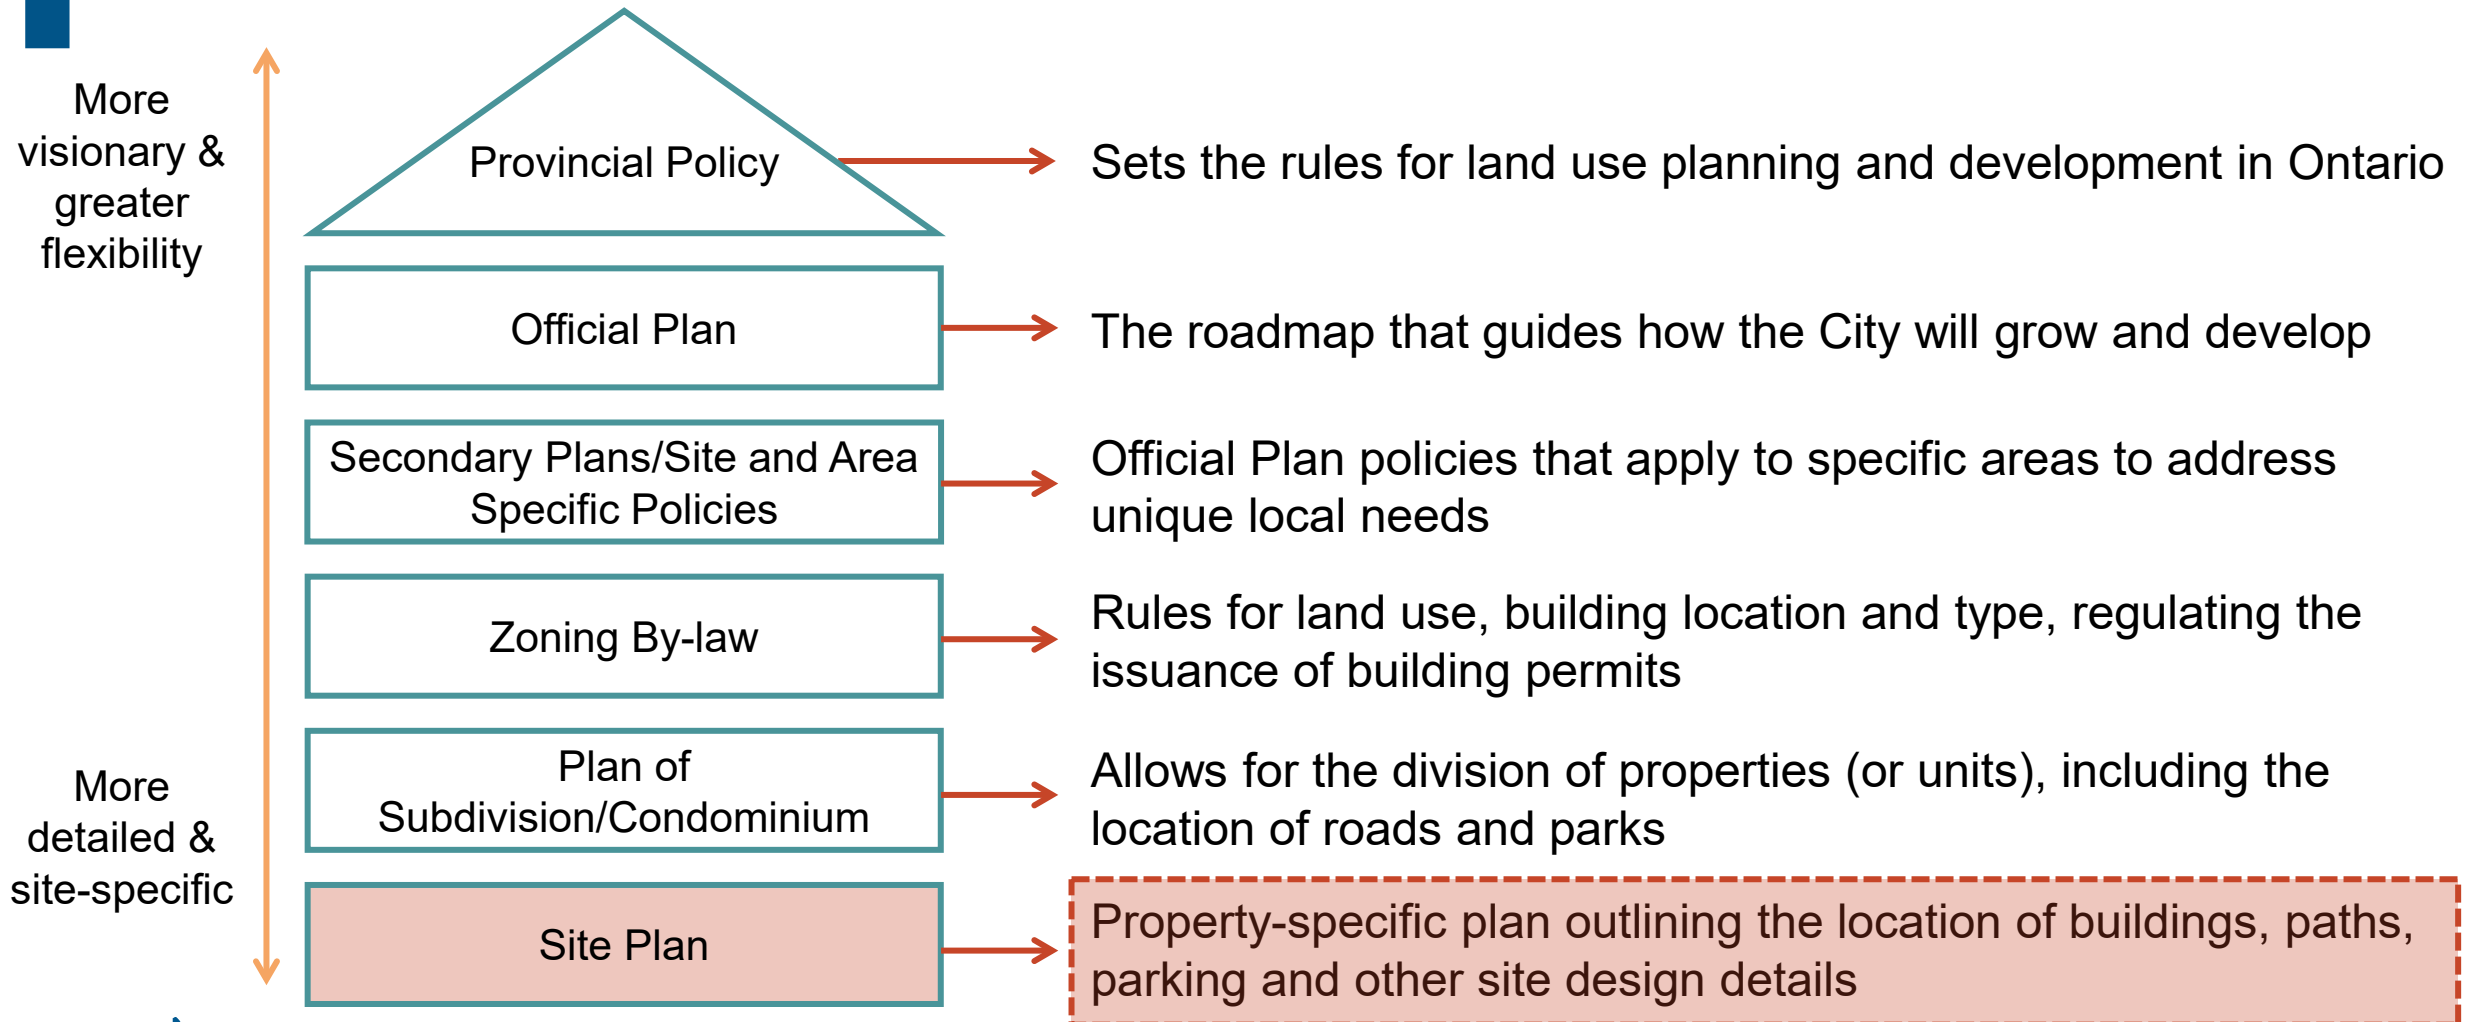 More
visionary &
greater
flexibility
Provincial Policy
Sets the rules for land use planning and development in Ontario
Official Plan
The roadmap that guides how the City will grow and develop
Secondary Plans/Site and Area
Specific Policies
Official Plan policies that apply to specific areas to address
unique local needs
Zoning By-law
Rules for land use, building location and type, regulating the
issuance of building permits
More
detailed &
site-specific
Plan of
Subdivision/Condominium
Allows for the division of properties (or units), including the
location of roads and parks
Site Plan
Property-specific plan outlining the location of buildings, paths,
parking and other site design details